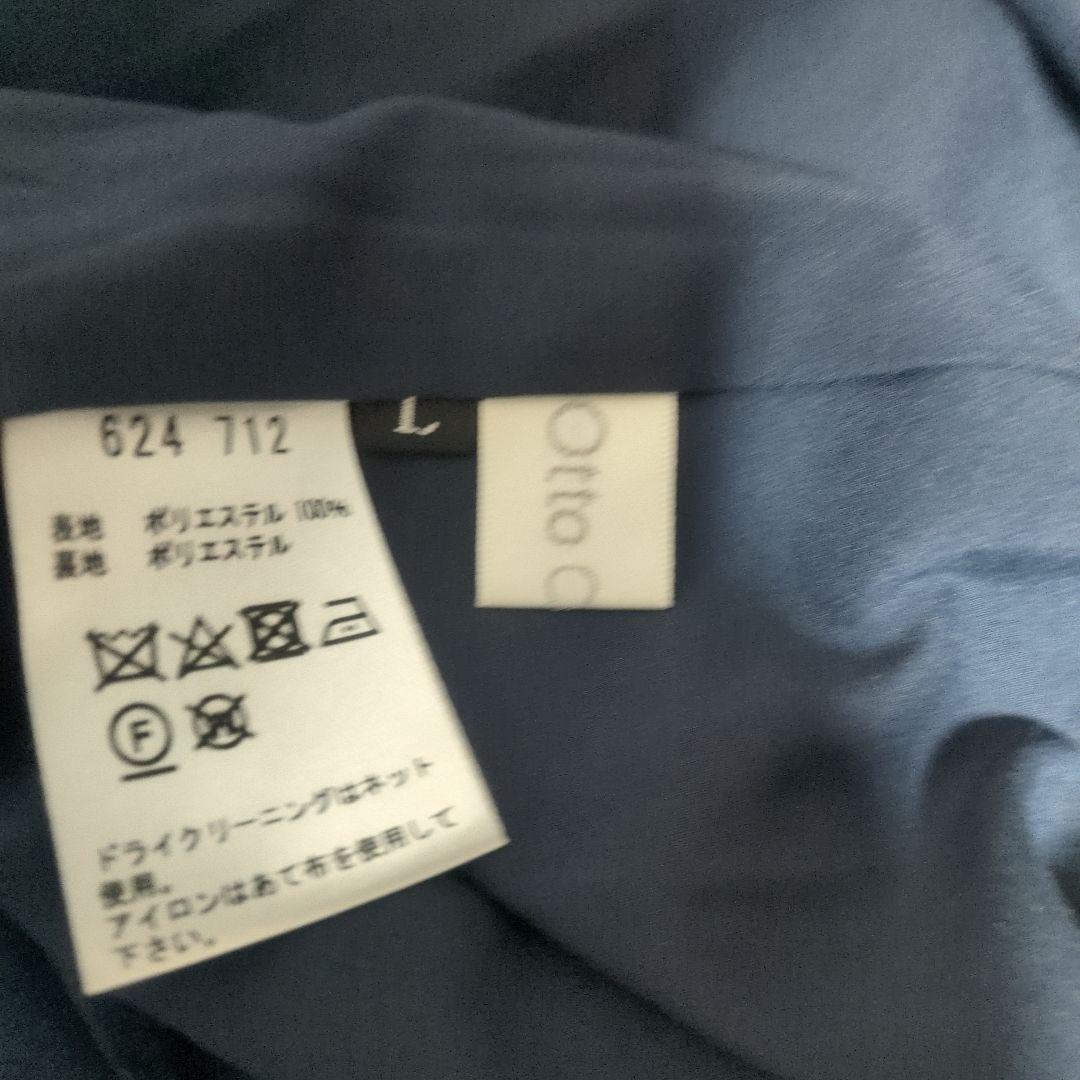 624 712
L
Otto
表地 ポリエステル 100%
裏地 ポリエステル
F
ドライクリーニングはネット
使用。
アイロンはあて布を使用して
下さい。